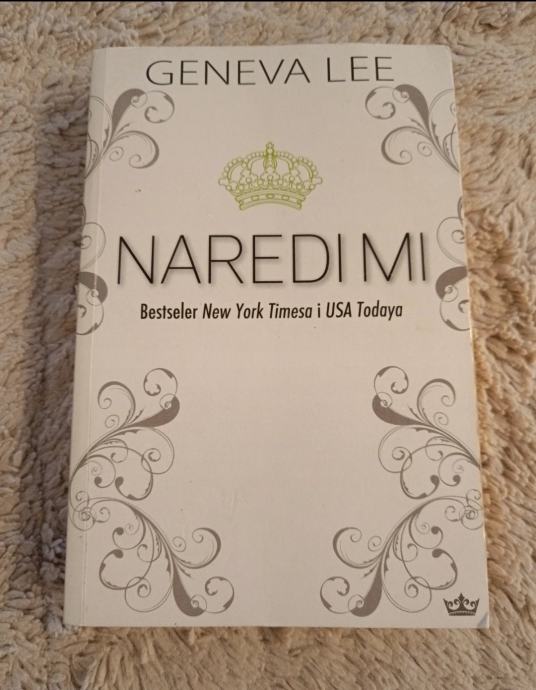 GENEVA LEE
NAREDI MI
Bestseler New York Timesa i USA Todaya